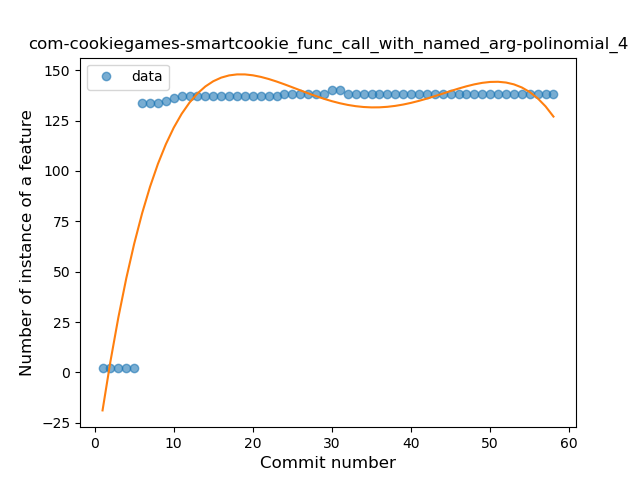 com-cookiegames-smartcookie_func_call_with_named_arg-polinomial_4
data
Number of instance of a feature
150
125
100
75
50
25
0
−25
0 10 20 30 40 50 60
Commit number